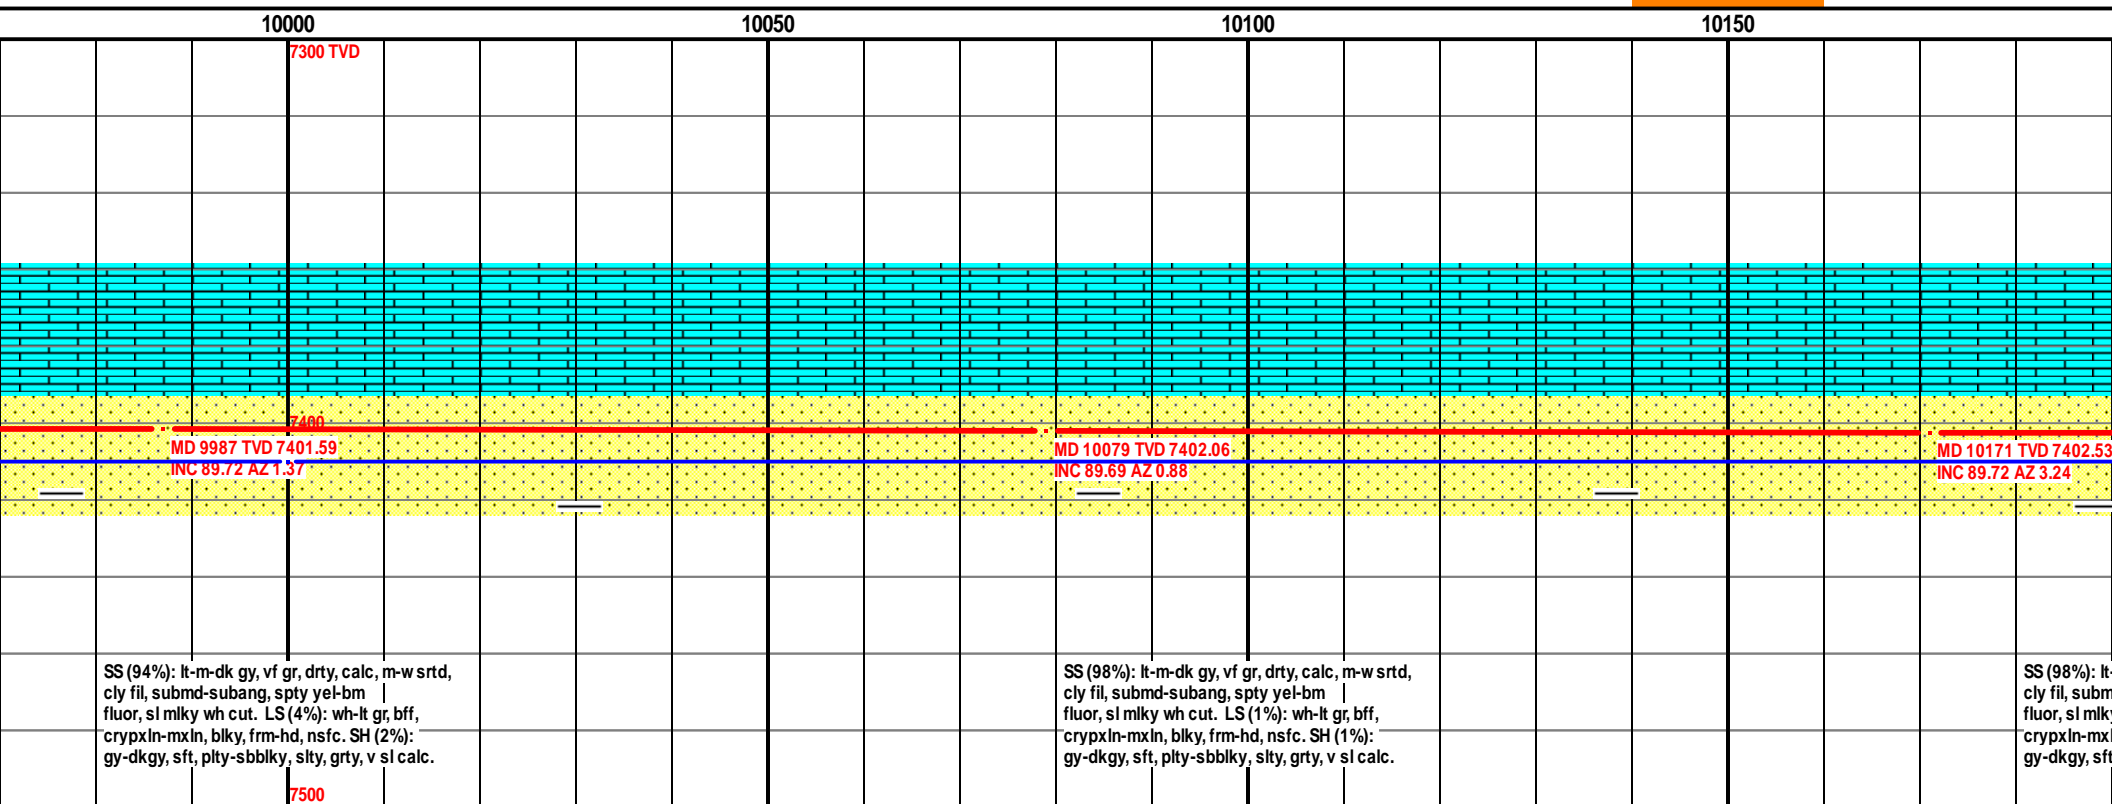 10000 10050 10100 10150
7300 TVD
7400
MD 9987 TVD 7401.59
INC 89.72 AZ 1.37
MD 10079 TVD 7402.06
INC 89.69 AZ 0.88
MD 10171 TVD 7402.53
INC 89.72 AZ 3.24
SS (94%): lt-m-dk gy, vf gr, drty, calc, m-w srtd,
cly fil, subrnd-subang, spty yel-brn
fluor, sl mlky wh cut. LS (4%): wh-lt gr, bff,
crypxln-mxln, blky, frm-hd, nsfc. SH (2%):
gy-dkgy, sft, plty-sbblky, slty, grty, v sl calc.
SS (98%): lt-m-dk gy, vf gr, drty, calc, m-w srtd,
cly fil, subrnd-subang, spty yel-brn
fluor, sl mlky wh cut. LS (1%): wh-lt gr, bff,
crypxln-mxln, blky, frm-hd, nsfc. SH (1%):
gy-dkgy, sft, plty-sbblky, slty, grty, v sl calc.
SS (98%): lt-
cly fil, subrn
fluor, sl mlky
crypxln-mxl
gy-dkgy, sft
7500